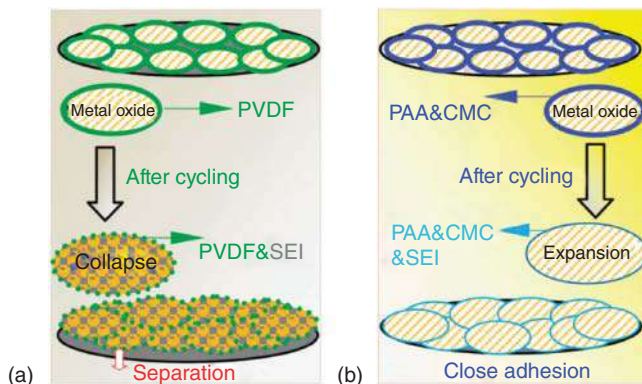 Metal oxide
PVDF
After cycling
Collapse
PVDF&SEI
Separation
(a)
PAA&CMC
Metal oxide
After cycling
PAA&CMC
&SEI
Expansion
Close adhesion
(b)